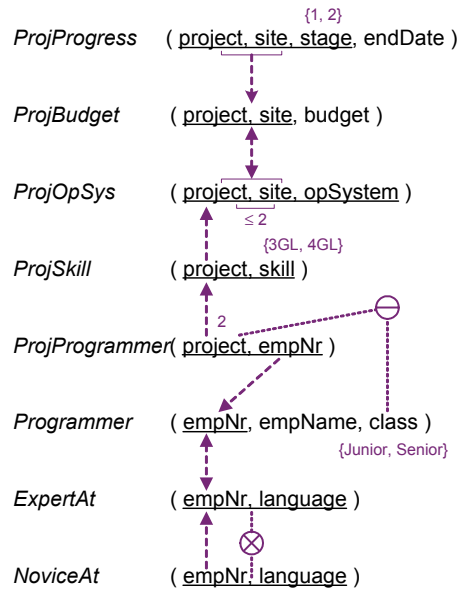 {1, 2}
ProjProgress ( project, site, stage, endDate )
ProjBudget ( project, site, budget )
ProjOpSys ( project, site, opSystem )
≤ 2
{3GL, 4GL}
ProjSkill ( project, skill )
2
ProjProgrammer( project, empNr )
Programmer ( empNr, empName, class )
{Junior, Senior}
ExpertAt ( empNr, language )
NoviceAt ( empNr, language )